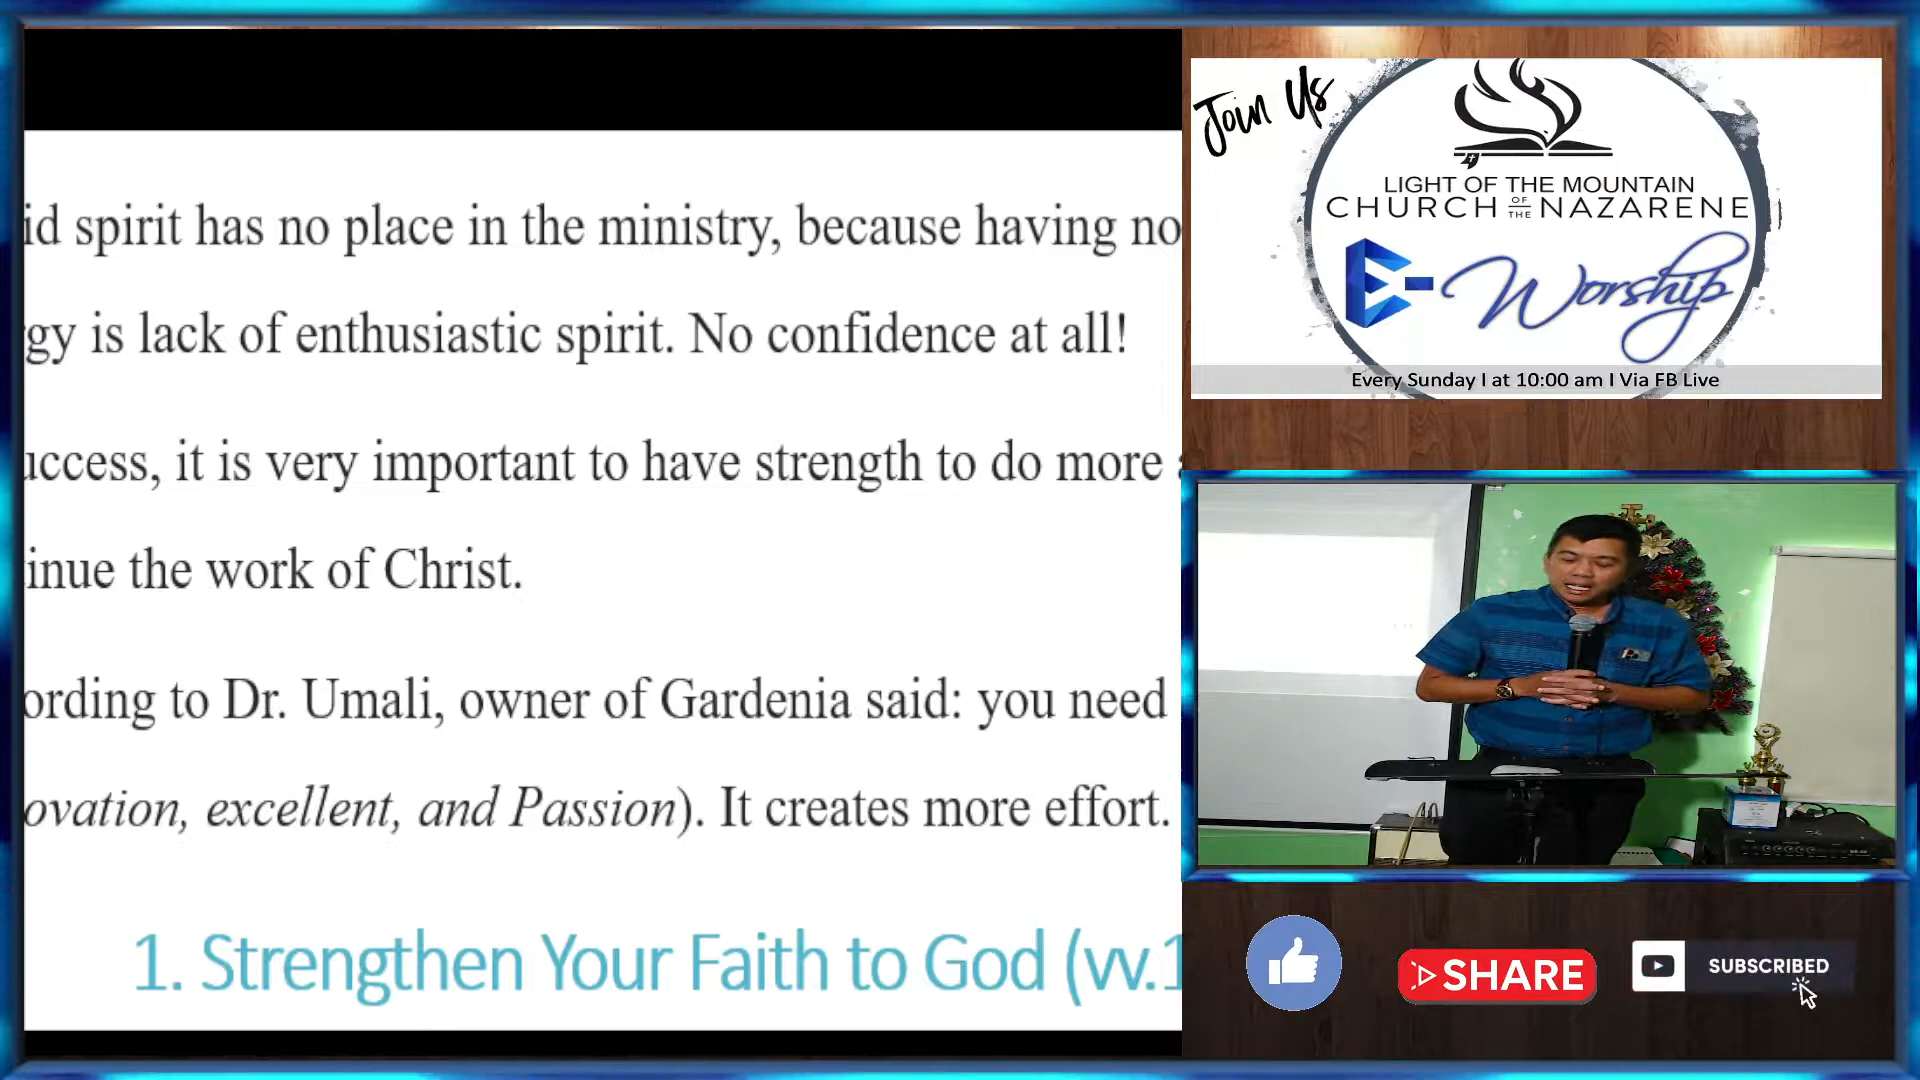 id spirit has no place in the ministry, because having no
gy is lack of enthusiastic spirit. No confidence at all!
uccess, it is very important to have strength to do more
inue the work of Christ.
ording to Dr. Umali, owner of Gardenia said: you need
ovation, excellent, and Passion). It creates more effort.
1. Strengthen Your Faith to God (vv.1
Join Us
LIGHT OF THE MOUNTAIN
CHURCH OF THE NAZARENE
E-Worship
Every Sunday I at 10:00 am I Via FB Live
SHARE
SUBSCRIBED